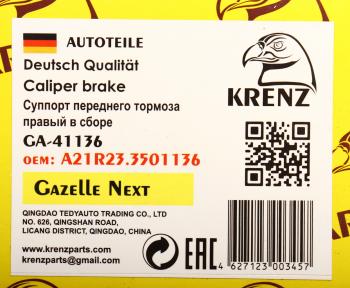 AUTOTEILE
Deutsch Qualität
Caliper brake
Суппорт переднего тормоза
правый в сборе
GA-41136
OEM: A21R23.3501136
KRENZ
GAZELLE NEXT
QINGDAO TEDYAUTO TRADING CO., LTD
NO. 626, QINGSHAN ROAD,
LICANG DISTRICT, QINGDAO, CHINA
www.krenzparts.com
krenzparts@gmail.com
EAC
4 627123 003457